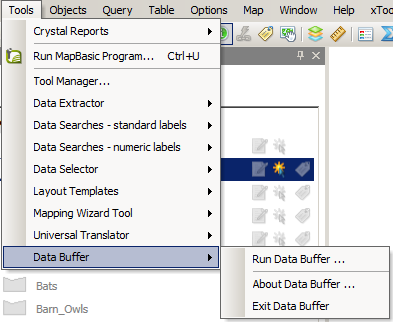 Tools Objects Query Table Options Map Window Help xToo
Crystal Reports
Run MapBasic Program... Ctrl+U
Tool Manager...
Data Extractor
Data Searches - standard labels
Data Searches - numeric labels
Data Selector
Layout Templates
Mapping Wizard Tool
Universal Translator
Data Buffer
Run Data Buffer ...
About Data Buffer ...
Exit Data Buffer
Bats
Barn_Owls